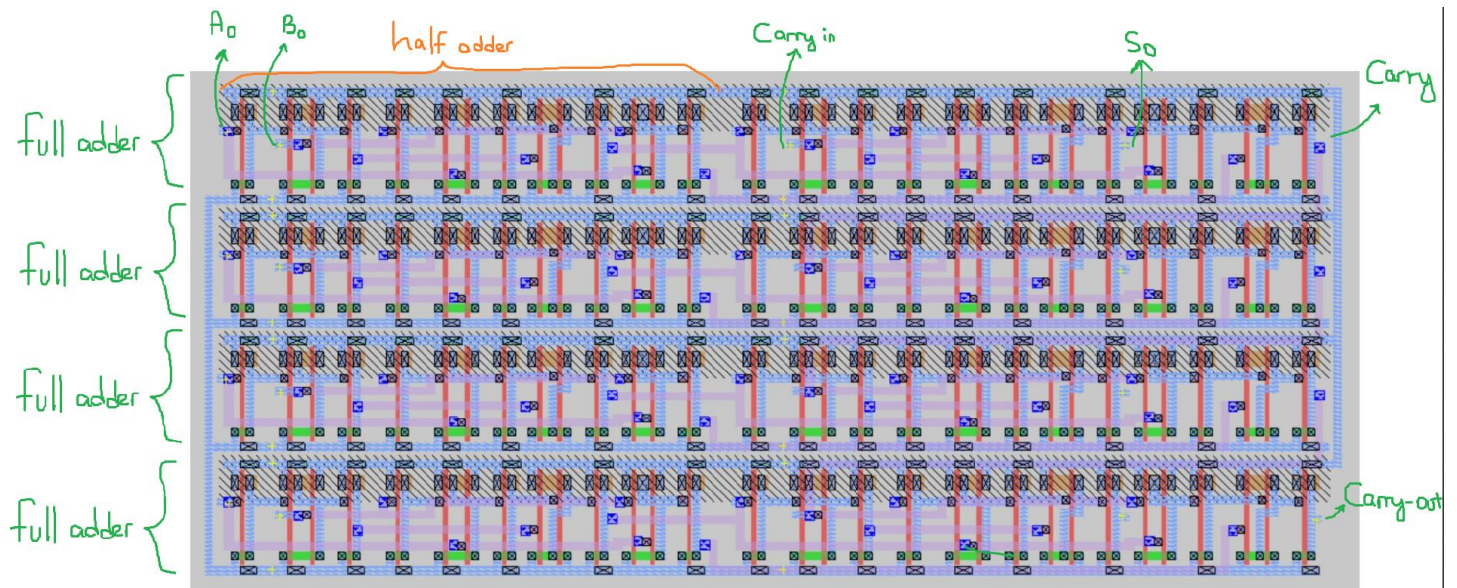 A0
B0
half adder
Carry in
S0
Carry
full adder
full adder
full adder
full adder
Carry-out